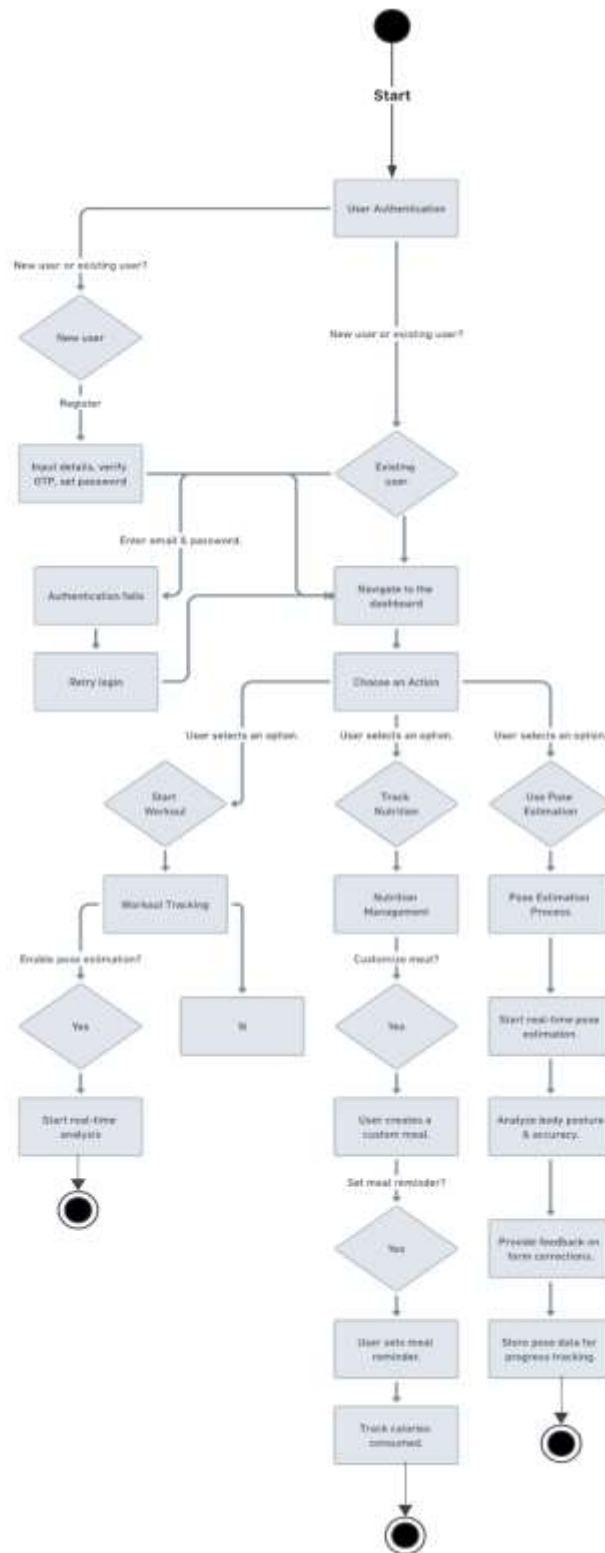 Start
User Authentication
New user or existing user?
New user or existing user?
New user
Register
Input details, verify
OTP, set password
Existing
user
Enter email & password.
Authentication fails
Navigate to the
dashboard
Retry login
Choose an Action
User selects an option.
User selects an option.
User selects an option.
Start
Workout
Track
Nutrition
Use Pose
Estimation
Workout Tracking
Nutrition
Management
Pose Estimation
Process
Enable pose estimation?
Customize meal?
Yes
Yes
Start real-time pose
estimation.
Start real-time
analysis
User creates a
custom meal.
Analyze body posture
& accuracy.
Set meal reminder?
Yes
Provide feedback on
form corrections.
User sets meal
reminder.
Store pose data for
progress tracking.
Track calories
consumed.